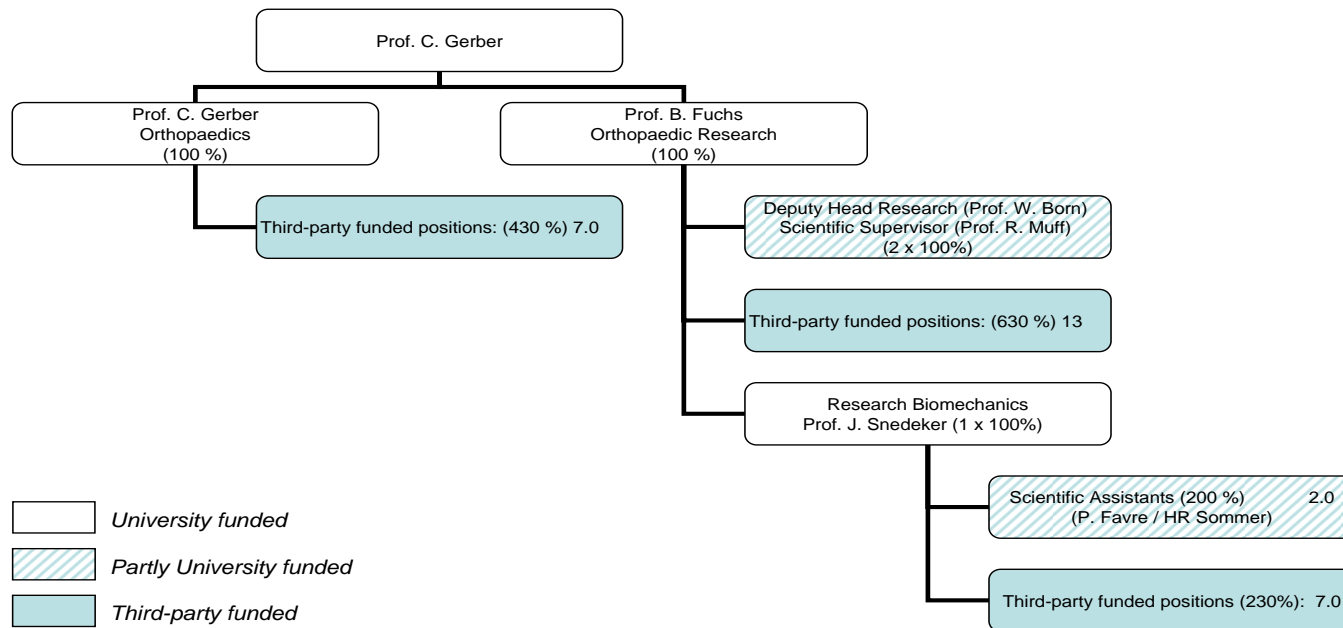 Prof. C. Gerber
Prof. C. Gerber
Orthopaedics
(100 %)
Prof. B. Fuchs
Orthopaedic Research
(100 %)
Third-party funded positions: (430 %) 7.0
Deputy Head Research (Prof. W. Born)
Scientific Supervisor (Prof. R. Muff)
(2 x 100%)
Third-party funded positions: (630 %) 13
Research Biomechanics
Prof. J. Snedeker (1 x 100%)
Scientific Assistants (200 %) 2.0
(P. Favre / HR Sommer)
Third-party funded positions (230%): 7.0
University funded
Partly University funded
Third-party funded